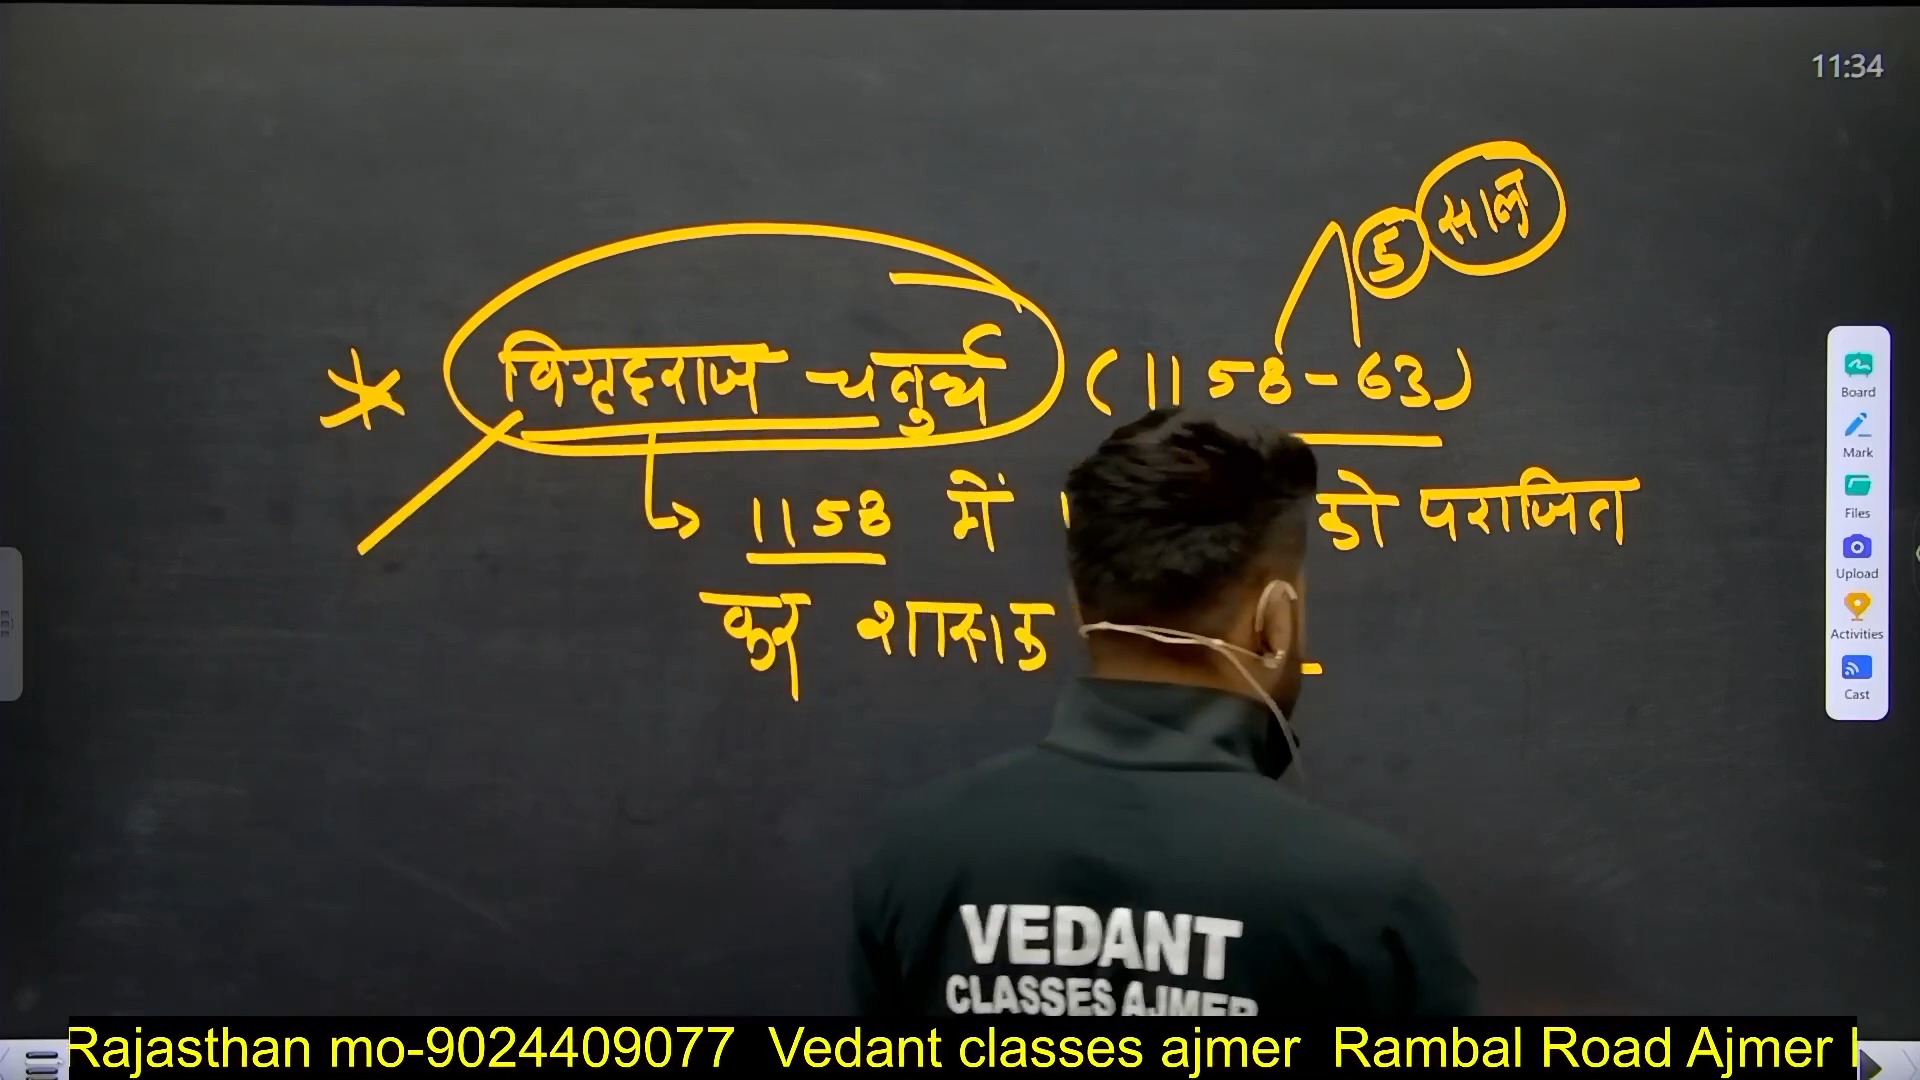 11:34
5 साल
* विग्रहराज - चतुर्थ (1158-63)
→ 1158 में को पराजित
कर शासक
Board
Mark
Files
Upload
Activities
Cast
VEDANT
CLASSES AJMER
Rajasthan mo-9024409077 Vedant classes ajmer Rambal Road Ajmer